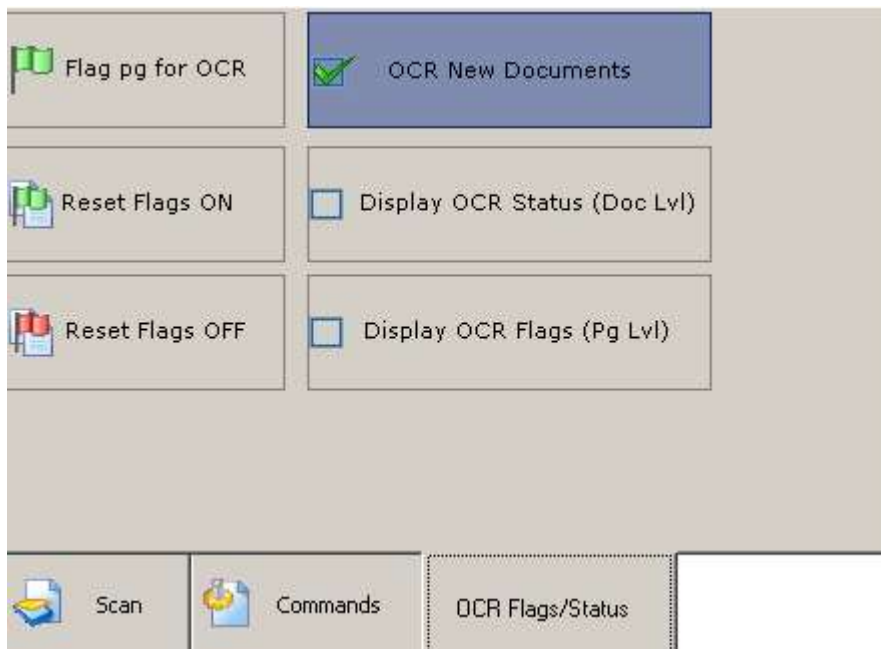 Flag pg for OCR
OCR New Documents
Reset Flags ON
Display OCR Status (Doc Lvl)
Reset Flags OFF
Display OCR Flags (Pg Lvl)
Scan
Commands
OCR Flags/Status